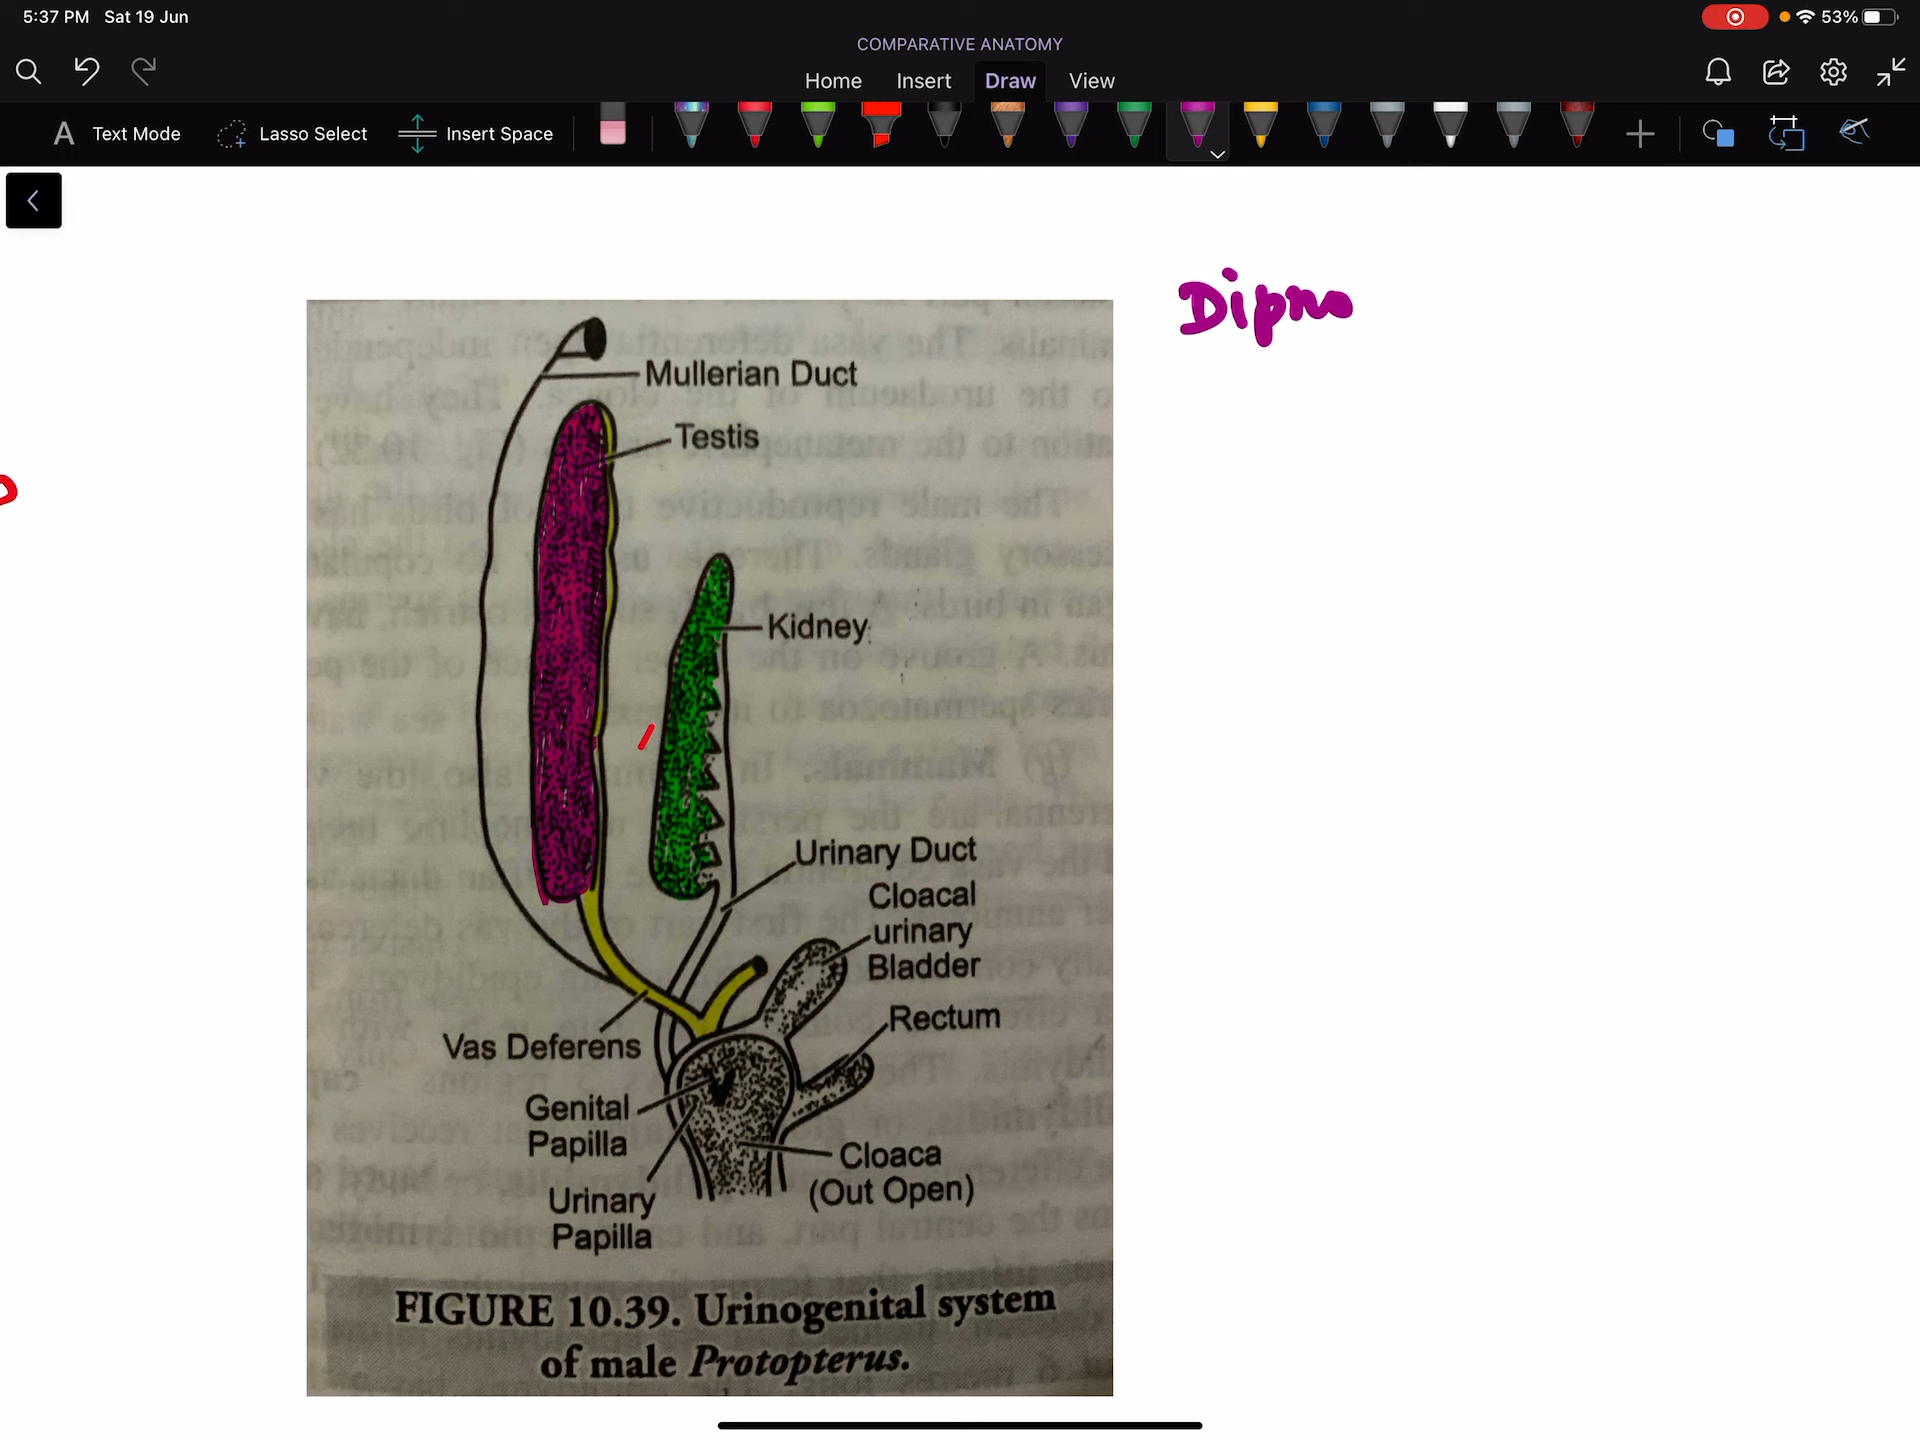 5:37 PM Sat 19 Jun
53%
COMPARATIVE ANATOMY
Home Insert Draw View
A Text Mode Lasso Select Insert Space
Dipno
Mullerian Duct
Testis
Kidney
Urinary Duct
Cloacal
urinary
Bladder
Rectum
Vas Deferens
Genital
Papilla
Cloaca
(Out Open)
Urinary
Papilla
FIGURE 10.39. Urinogenital system
of male Protopterus.